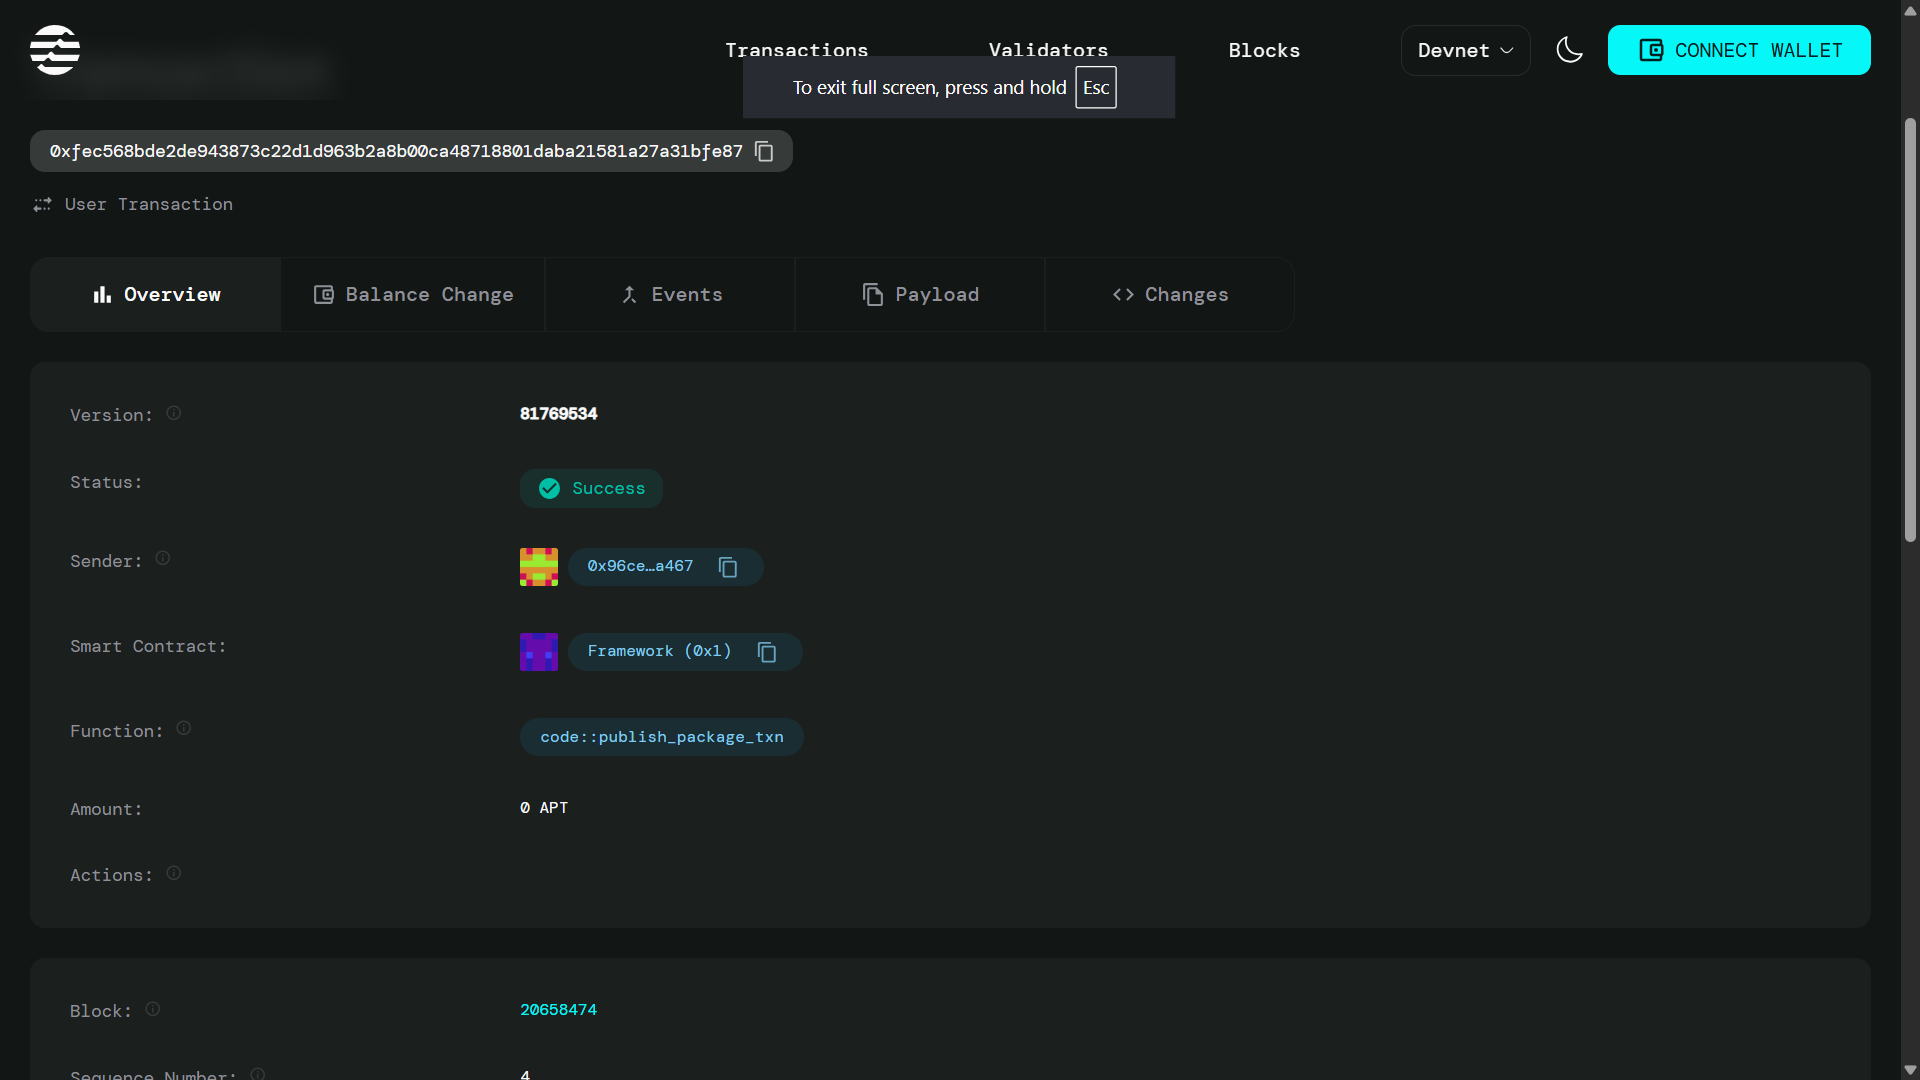 Transactions
Validators
Blocks
Devnet
CONNECT WALLET
To exit full screen, press and hold Esc
0xfec568bde2de943873c22d1d963b2a8b00ca48718801daba21581a27a31bfe87
User Transaction
Overview
Balance Change
Events
Payload
Changes
Version: 81769534
Status: Success
Sender: 0x96ce…a467
Smart Contract: Framework (0x1)
Function: code::publish_package_txn
Amount: 0 APT
Actions:
Block: 20658474
Sequence Number: 4